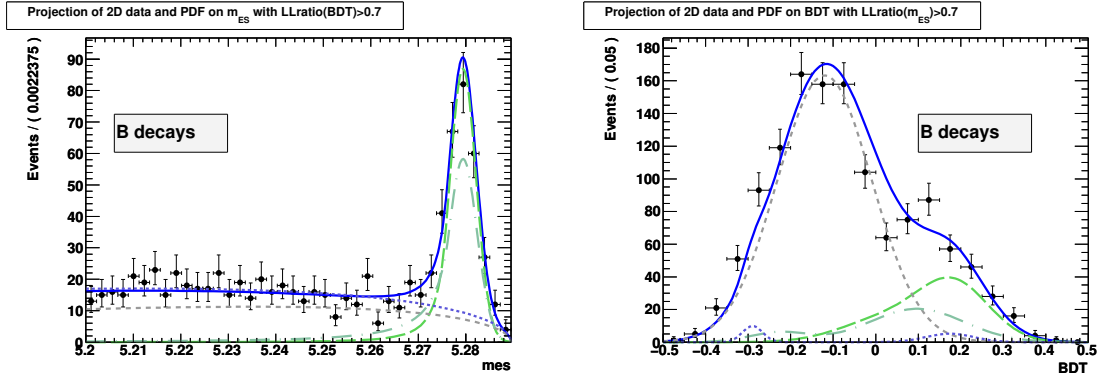 Projection of 2D data and PDF on m_ES with LLratio(BDT)>0.7
Events / ( 0.0022375 )
90
80
70
60
50
40
30
20
10
0
B decays
5.2 5.21 5.22 5.23 5.24 5.25 5.26 5.27 5.28
mes
Projection of 2D data and PDF on BDT with LLratio(m_ES)>0.7
Events / ( 0.05 )
180
160
140
120
100
80
60
40
20
0
B decays
-0.5 -0.4 -0.3 -0.2 -0.1 0 0.1 0.2 0.3 0.4 0.5
BDT